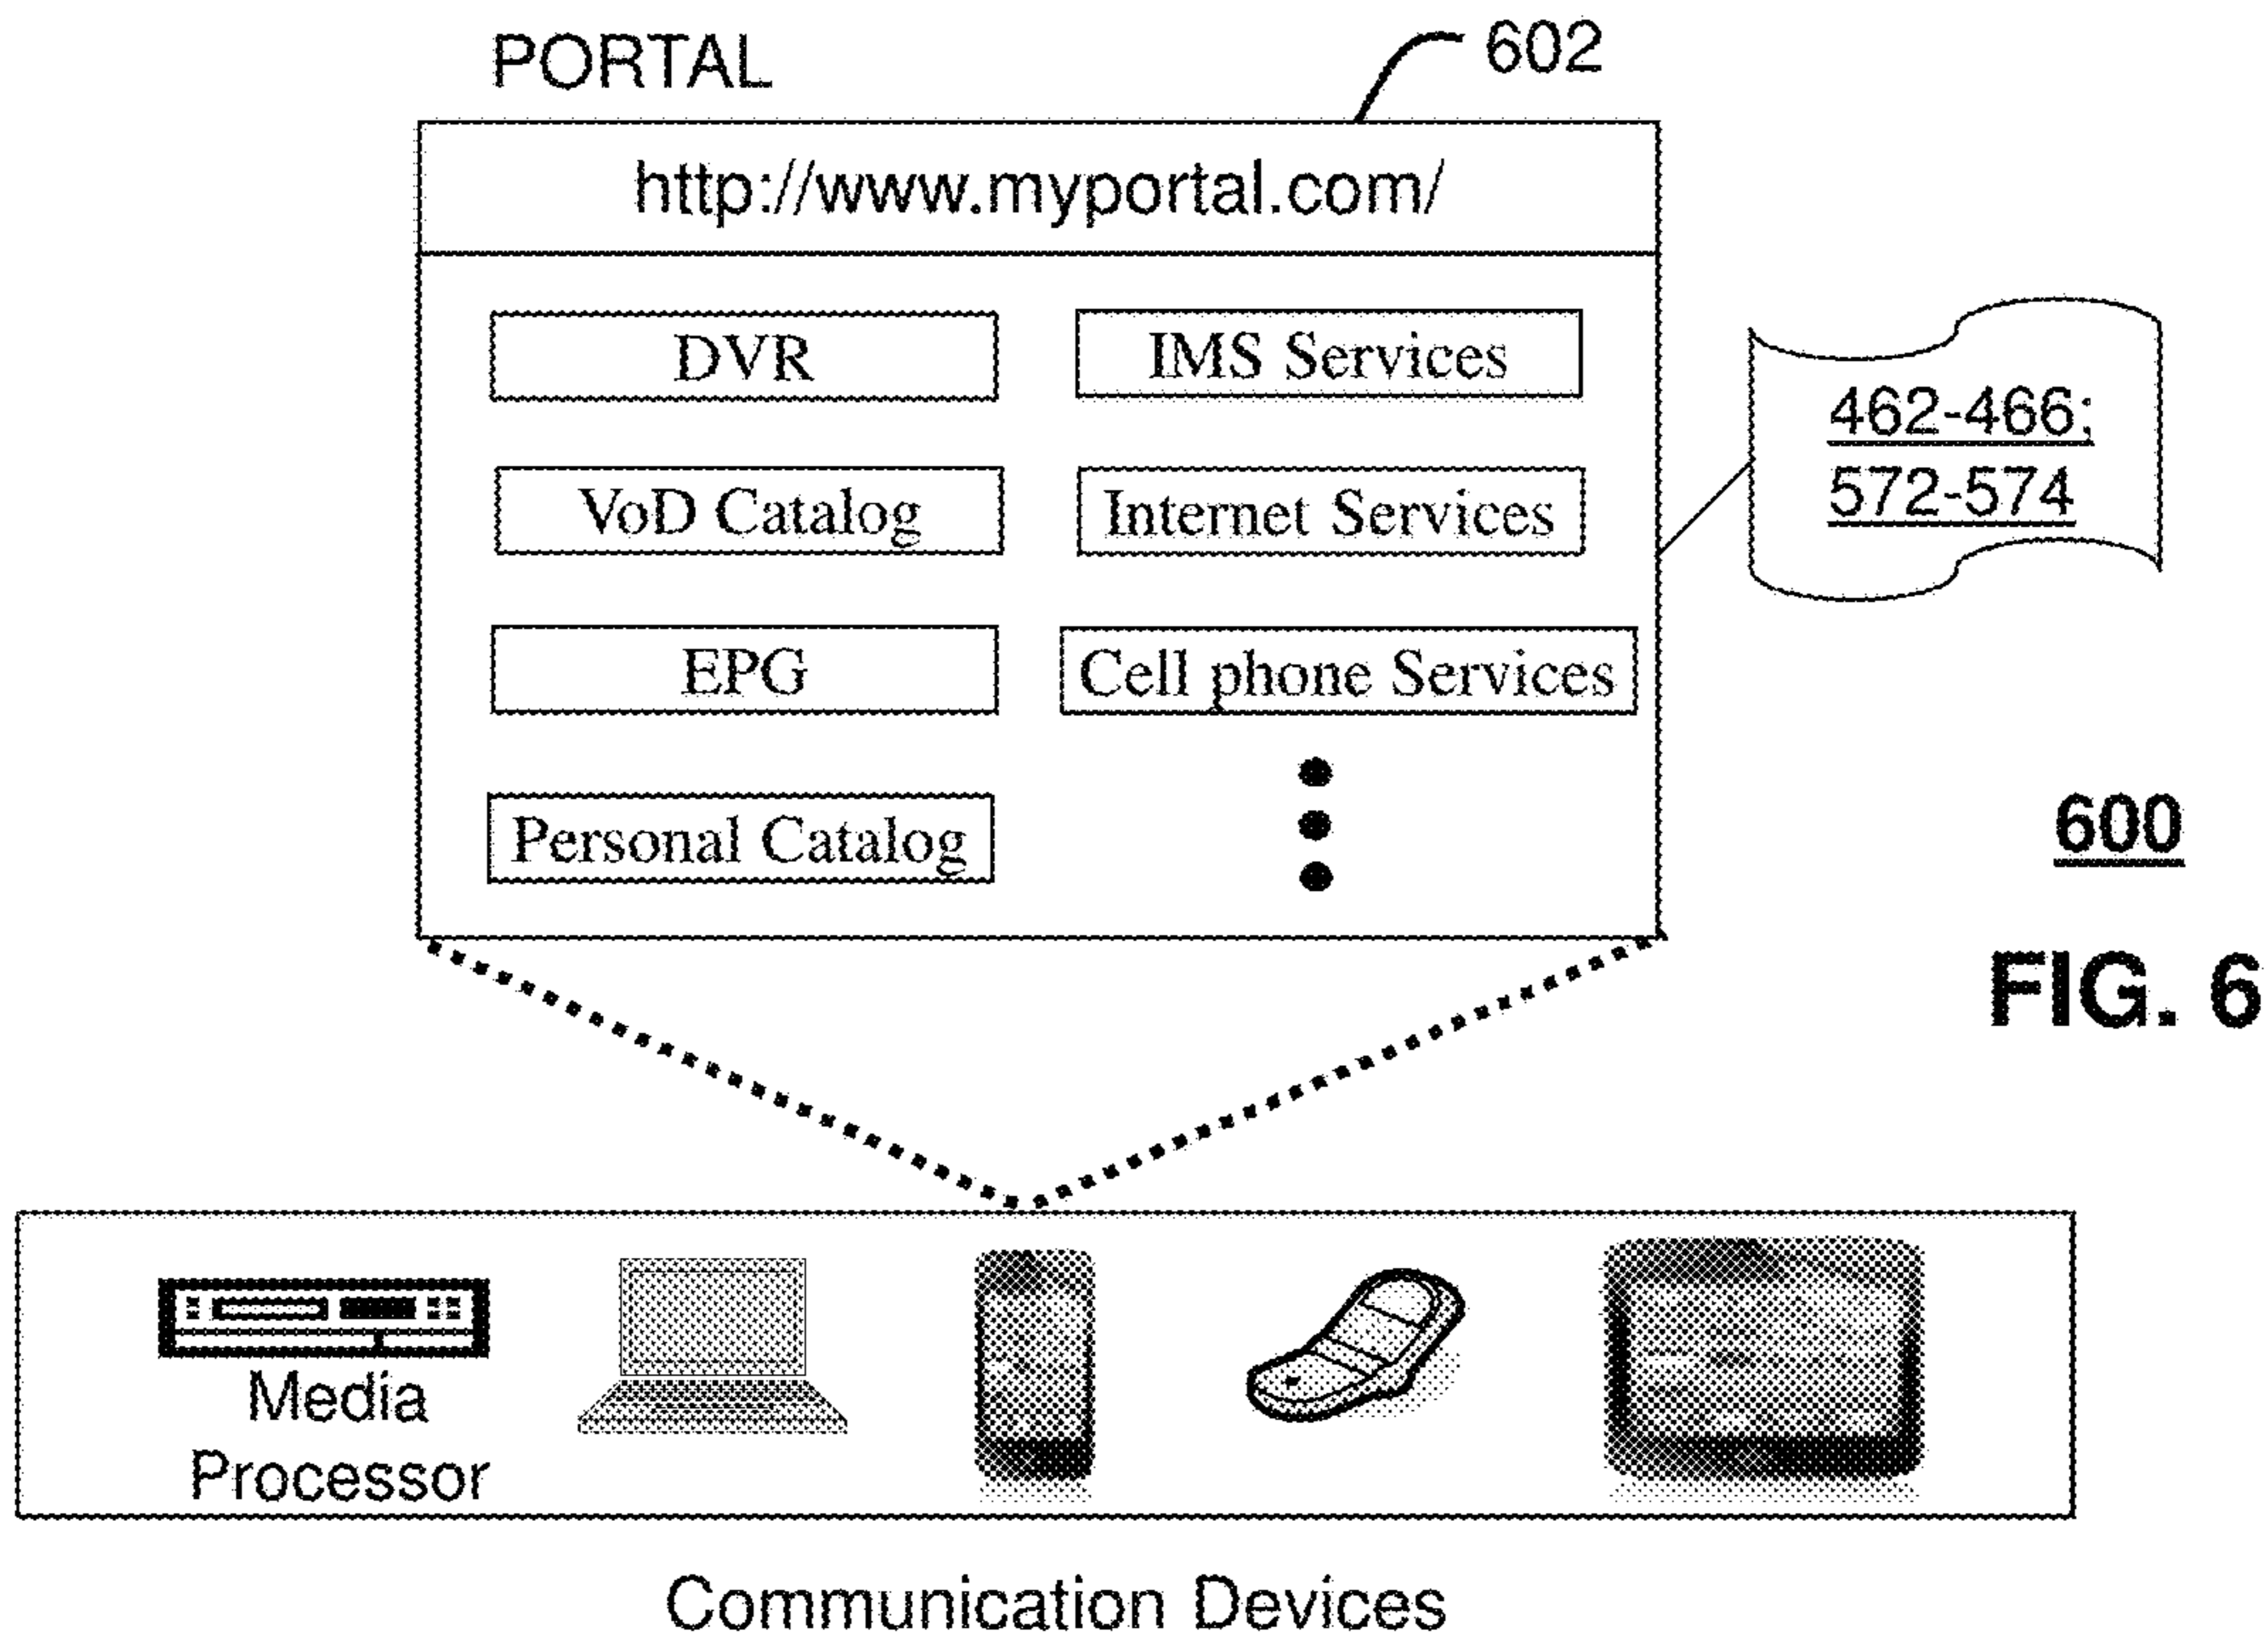 PORTAL
602
http://www.myportal.com/
DVR
IMS Services
VoD Catalog
Internet Services
EPG
Cell phone Services
Personal Catalog
462-466;
572-574
600
FIG. 6
Media
Processor
Communication Devices